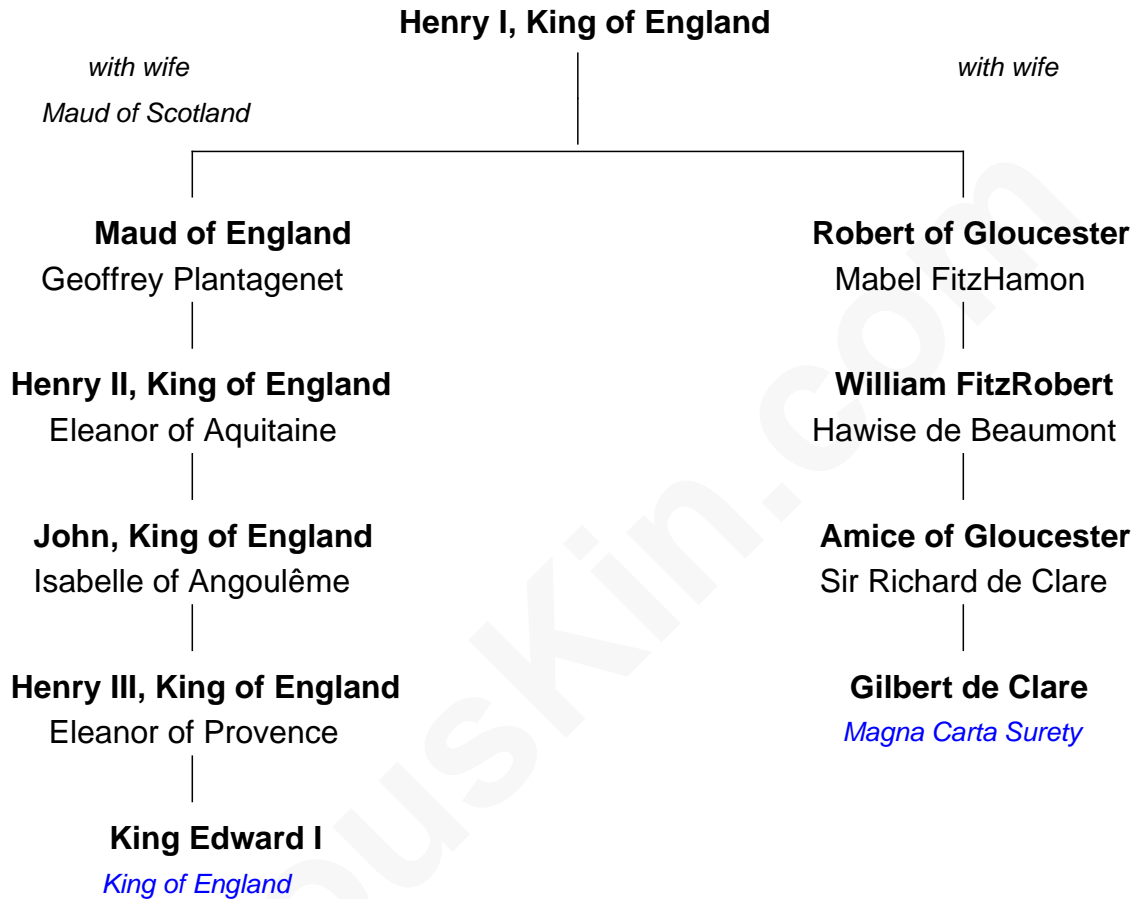 Henry I, King of England
with wife
with wife
Maud of Scotland
Maud of England
Robert of Gloucester
Geoffrey Plantagenet
Mabel FitzHamon
Henry II, King of England
William FitzRobert
Eleanor of Aquitaine
Hawise de Beaumont
John, King of England
Amice of Gloucester
Isabelle of Angoulême
Sir Richard de Clare
Henry III, King of England
Gilbert de Clare
Eleanor of Provence
Magna Carta Surety
King Edward I
King of England
ousKin.com